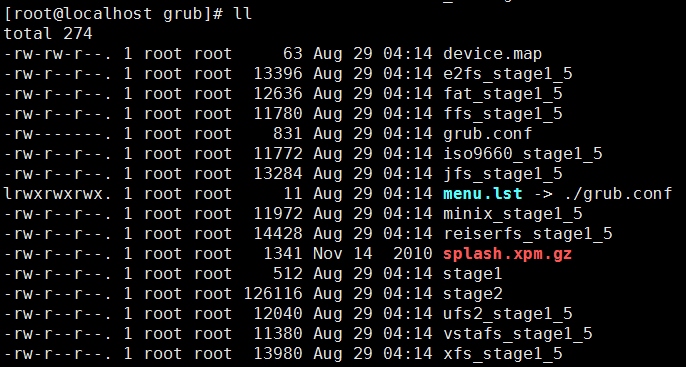 [root@localhost grub]# ll
total 274
-rw-rw-r--. 1 root root     63 Aug 29 04:14 device.map
-rw-r--r--. 1 root root  13396 Aug 29 04:14 e2fs_stage1_5
-rw-r--r--. 1 root root  12636 Aug 29 04:14 fat_stage1_5
-rw-r--r--. 1 root root  11780 Aug 29 04:14 ffs_stage1_5
-rw-------. 1 root root    831 Aug 29 04:14 grub.conf
-rw-r--r--. 1 root root  11772 Aug 29 04:14 iso9660_stage1_5
-rw-r--r--. 1 root root  13284 Aug 29 04:14 jfs_stage1_5
lrwxrwxrwx. 1 root root     11 Aug 29 04:14 menu.lst -> ./grub.conf
-rw-r--r--. 1 root root  11972 Aug 29 04:14 minix_stage1_5
-rw-r--r--. 1 root root  14428 Aug 29 04:14 reiserfs_stage1_5
-rw-r--r--. 1 root root   1341 Nov 14  2010 splash.xpm.gz
-rw-r--r--. 1 root root    512 Aug 29 04:14 stage1
-rw-r--r--. 1 root root 126116 Aug 29 04:14 stage2
-rw-r--r--. 1 root root  12040 Aug 29 04:14 ufs2_stage1_5
-rw-r--r--. 1 root root  11380 Aug 29 04:14 vstafs_stage1_5
-rw-r--r--. 1 root root  13980 Aug 29 04:14 xfs_stage1_5